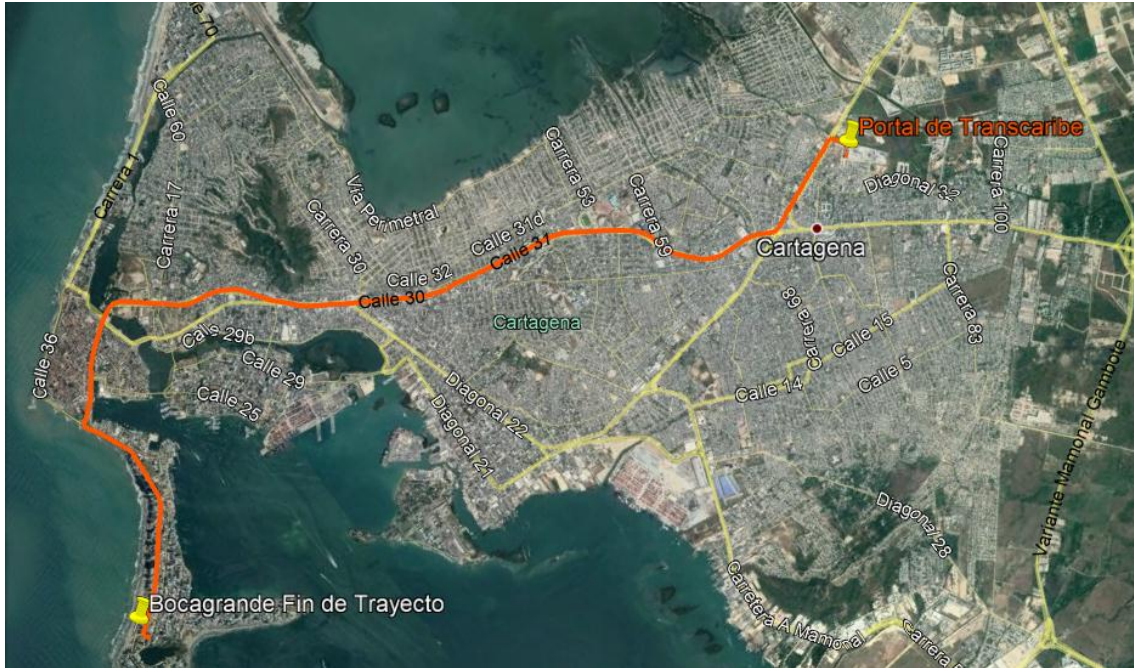 Calle 70
Calle 60
Carrera 1
Carrera 17
Vía Perimetral
Carrera 30
Carrera 53
Calle 31d
Carrera 59
Portal de Transcaribe
Diagonal 32
Carrera 100
Cartagena
Calle 31
Calle 32
Calle 30
Cartagena
Carrera 68
Calle 15
Carrera 83
Calle 36
Calle 29b
Calle 29
Calle 25
Calle 14
Calle 5
Diagonal 22
Diagonal 21
Variante Mamonal Gambote
Diagonal 28
Bocagrande Fin de Trayecto
Carretera A Mamonal
Carrera